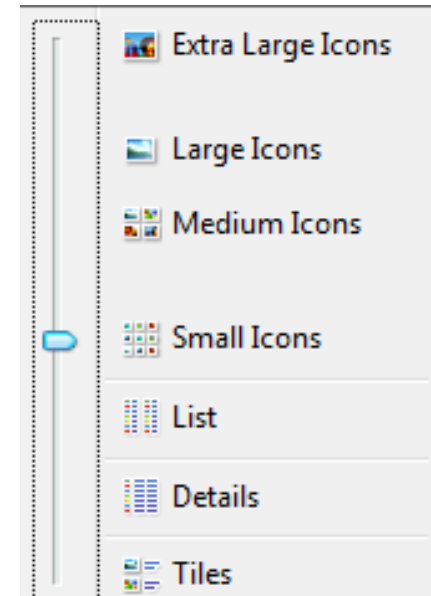 Extra Large Icons
Large Icons
Medium Icons
Small Icons
List
Details
Tiles